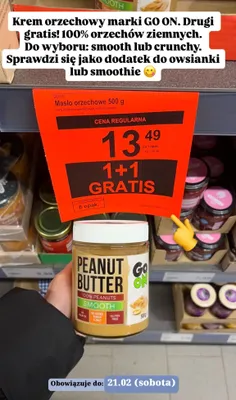 Krem orzechowy marki GO ON. Drugi
gratis! 100% orzechów ziemnych.
Do wyboru: smooth lub crunchy.
Sprawdzi się jako dodatek do owsianki
lub smoothie 😋
Masło orzechowe 500 g
CENA REGULARNA
13 49
1+1
GRATIS
PEANUT
BUTTER
100% PEANUTS
SMOOTH
GO
ON
Obowiązuje do: 21.02 (sobota)